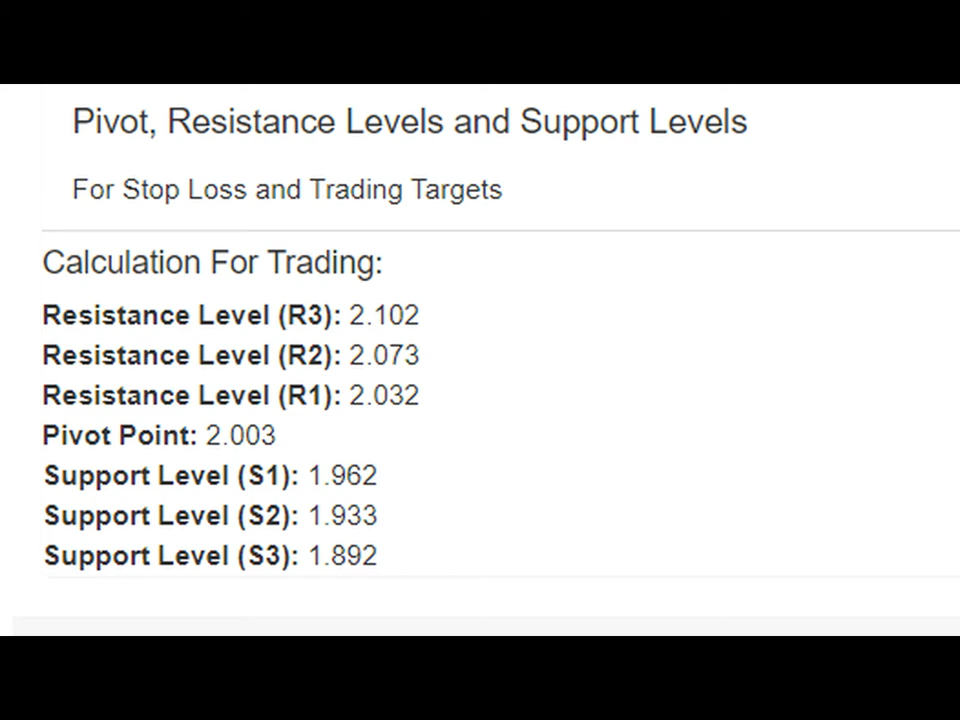 Pivot, Resistance Levels and Support Levels
For Stop Loss and Trading Targets
Calculation For Trading:
Resistance Level (R3): 2.102
Resistance Level (R2): 2.073
Resistance Level (R1): 2.032
Pivot Point: 2.003
Support Level (S1): 1.962
Support Level (S2): 1.933
Support Level (S3): 1.892